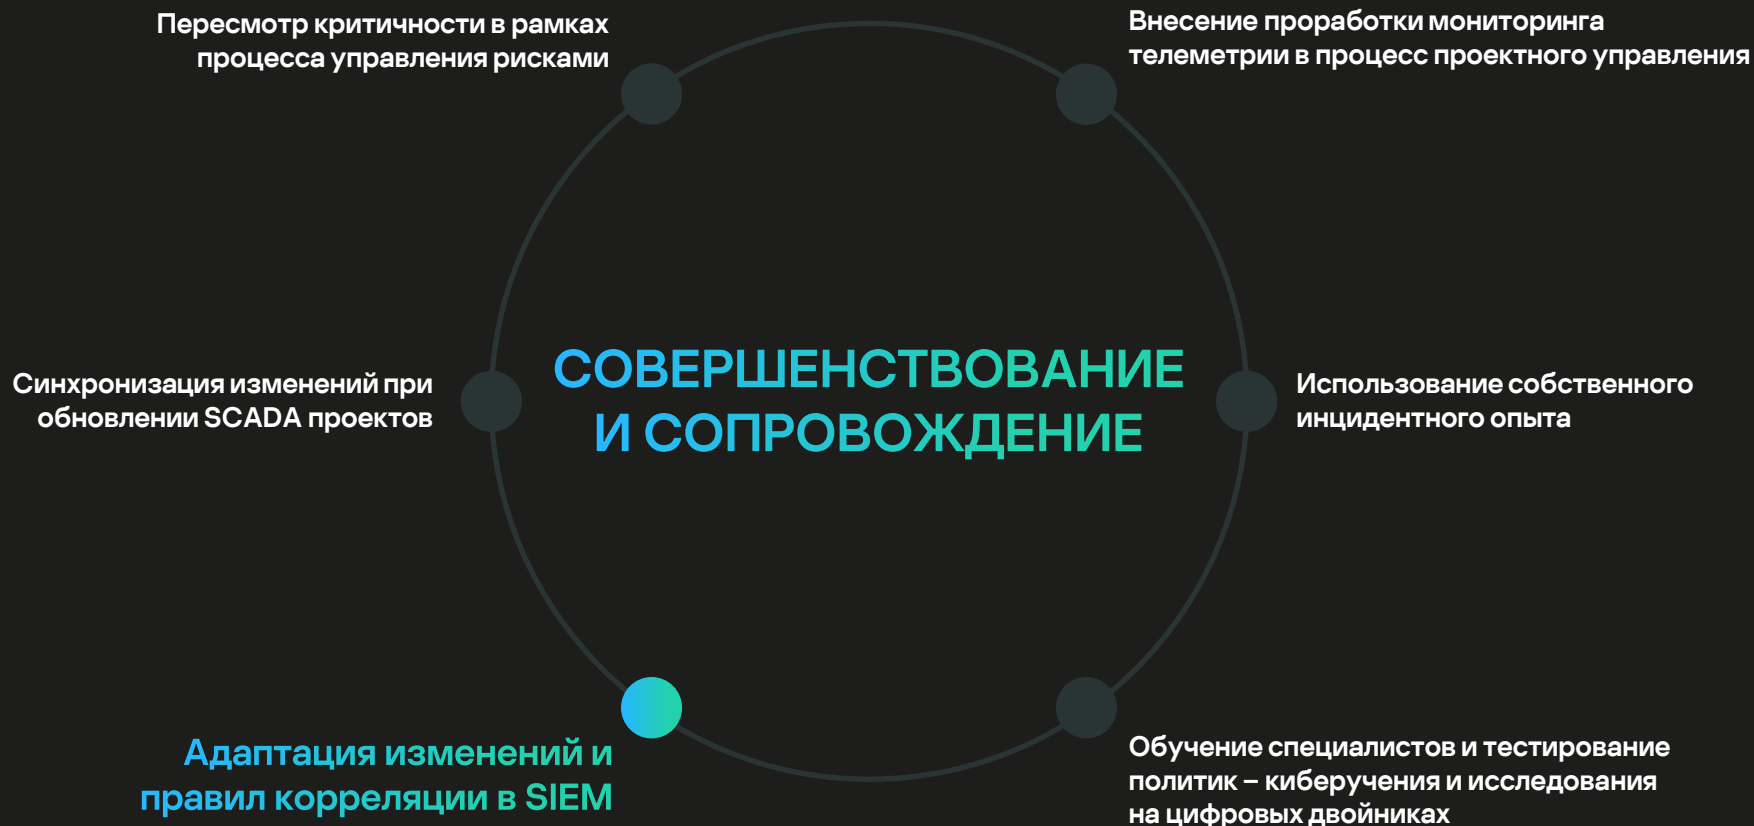 Пересмотр критичности в рамках
процесса управления рисками
Внесение проработки мониторинга
телеметрии в процесс проектного управления
Синхронизация изменений при
обновлении SCADA проектов
СОВЕРШЕНСТВОВАНИЕ
И СОПРОВОЖДЕНИЕ
Использование собственного
инцидентного опыта
Адаптация изменений и
правил корреляции в SIEM
Обучение специалистов и тестирование
политик – киберучения и исследования
на цифровых двойниках